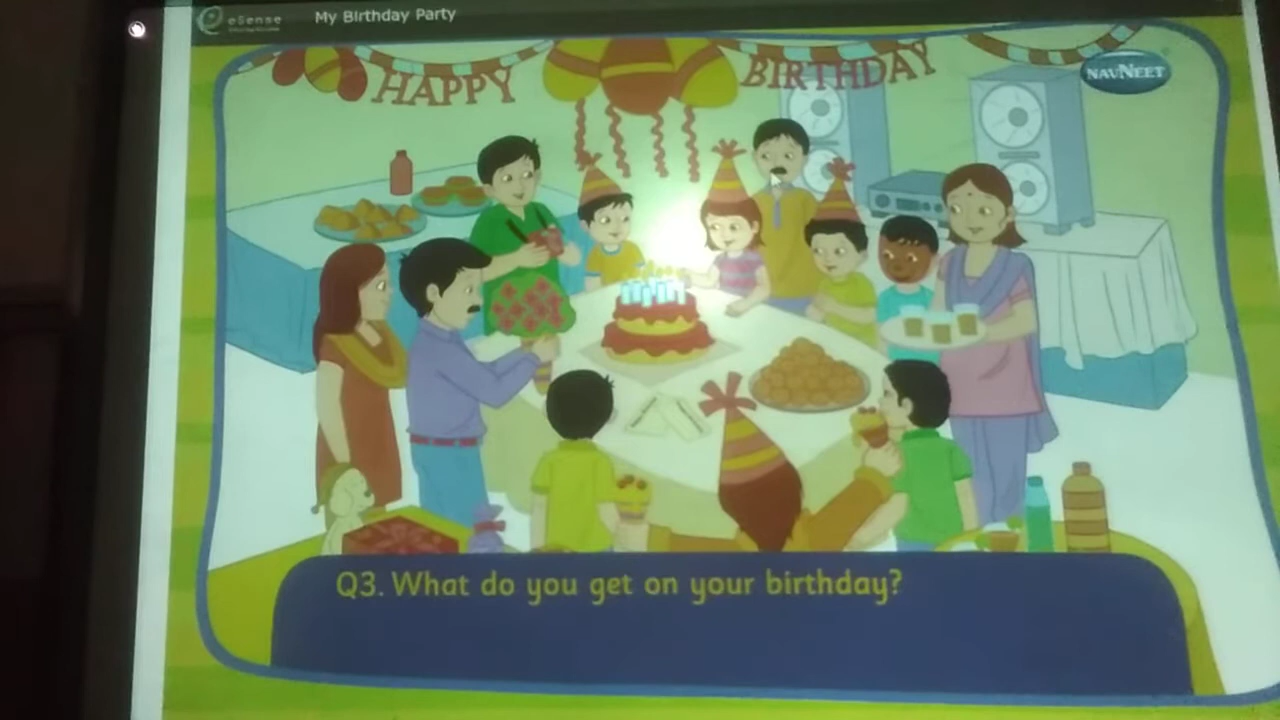 eSense
My Birthday Party
HAPPY BIRTHDAY
NAVNEET
Q3. What do you get on your birthday?